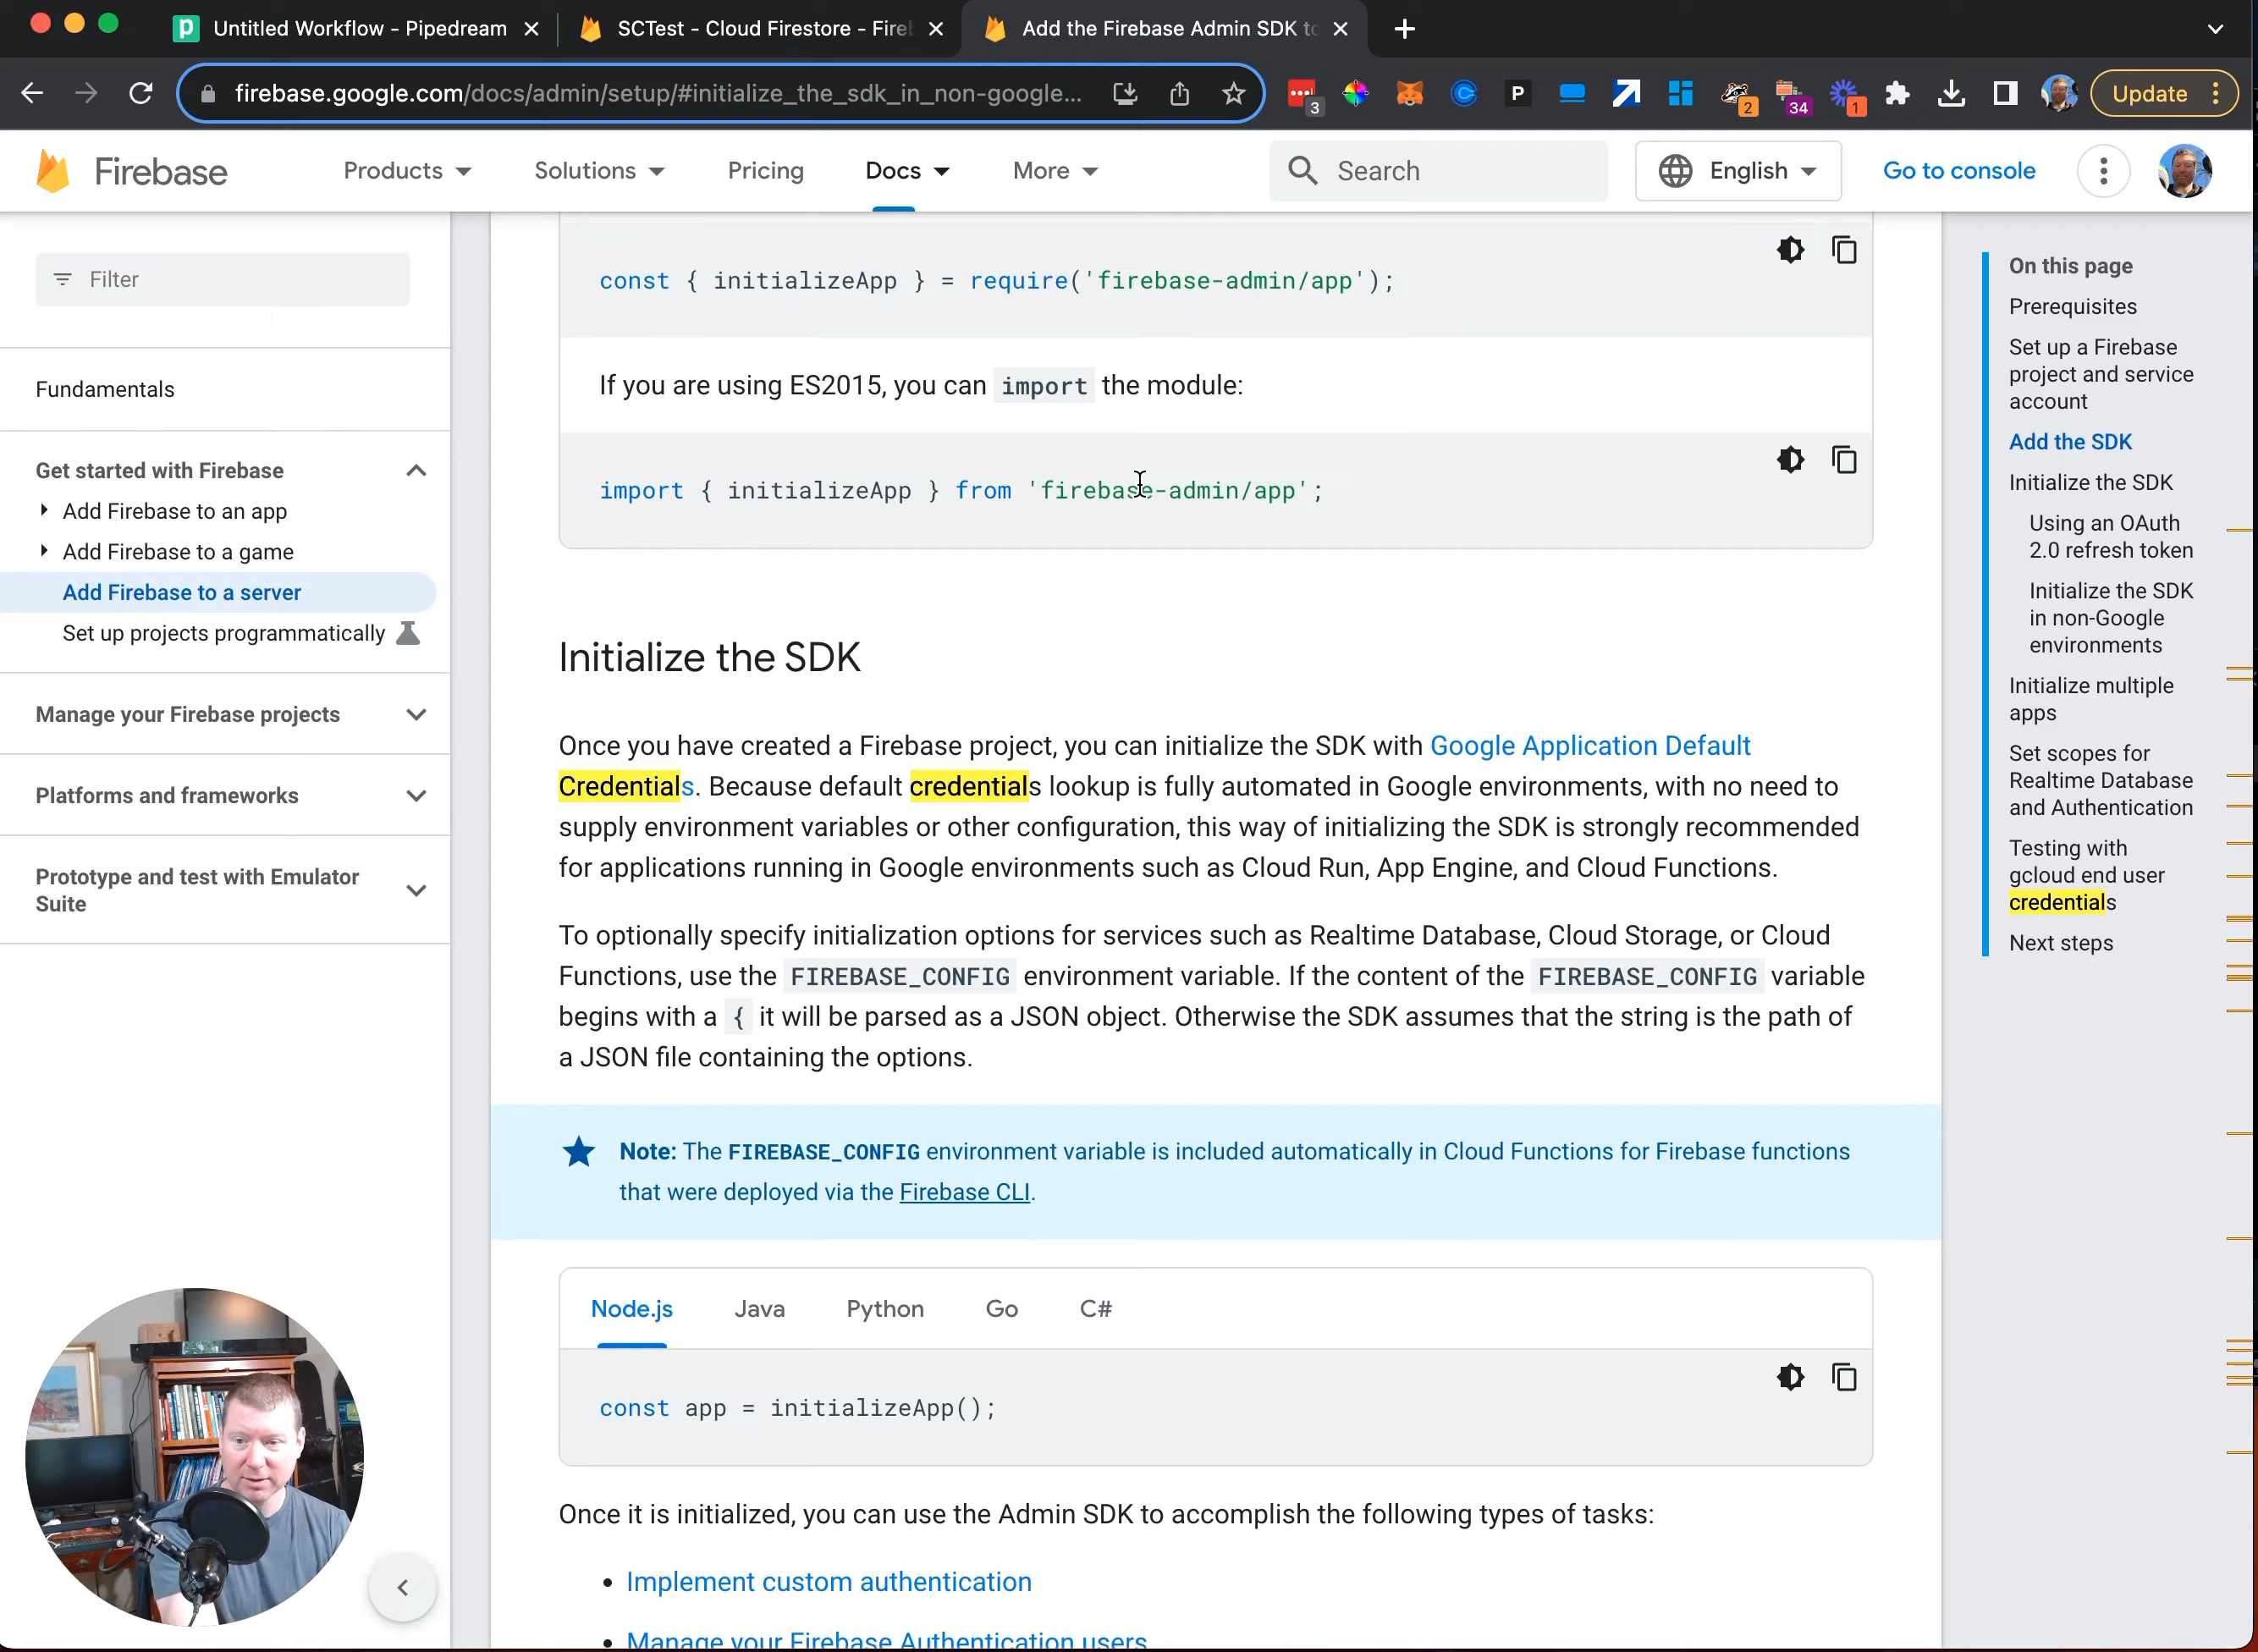 Untitled Workflow - Pipedream
SCTest - Cloud Firestore - Fireb
Add the Firebase Admin SDK to
firebase.google.com/docs/admin/setup/#initialize_the_sdk_in_non-google...
3
P
2
34
1
Update
Firebase
Products
Solutions
Pricing
Docs
More
Search
English
Go to console
Filter
Fundamentals
Get started with Firebase
Add Firebase to an app
Add Firebase to a game
Add Firebase to a server
Set up projects programmatically
Manage your Firebase projects
Platforms and frameworks
Prototype and test with Emulator
Suite
const { initializeApp } = require('firebase-admin/app');
If you are using ES2015, you can import the module:
import { initializeApp } from 'firebase-admin/app';
Initialize the SDK
Once you have created a Firebase project, you can initialize the SDK with Google Application Default
Credentials. Because default credentials lookup is fully automated in Google environments, with no need to
supply environment variables or other configuration, this way of initializing the SDK is strongly recommended
for applications running in Google environments such as Cloud Run, App Engine, and Cloud Functions.
To optionally specify initialization options for services such as Realtime Database, Cloud Storage, or Cloud
Functions, use the FIREBASE_CONFIG environment variable. If the content of the FIREBASE_CONFIG variable
begins with a { it will be parsed as a JSON object. Otherwise the SDK assumes that the string is the path of
a JSON file containing the options.
Note: The FIREBASE_CONFIG environment variable is included automatically in Cloud Functions for Firebase functions
that were deployed via the Firebase CLI.
Node.js
Java
Python
Go
C#
const app = initializeApp();
Once it is initialized, you can use the Admin SDK to accomplish the following types of tasks:
• Implement custom authentication
• Manage your Firebase Authentication users
On this page
Prerequisites
Set up a Firebase
project and service
account
Add the SDK
Initialize the SDK
Using an OAuth
2.0 refresh token
Initialize the SDK
in non-Google
environments
Initialize multiple
apps
Set scopes for
Realtime Database
and Authentication
Testing with
gcloud end user
credentials
Next steps